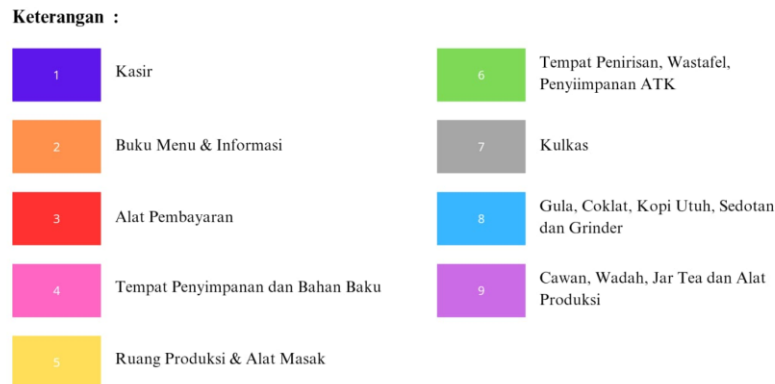 Keterangan :
1
Kasir
2
Buku Menu & Informasi
3
Alat Pembayaran
4
Tempat Penyimpanan dan Bahan Baku
5
Ruang Produksi & Alat Masak
6
Tempat Penirisan, Wastafel,
Penyiimpanan ATK
7
Kulkas
8
Gula, Coklat, Kopi Utuh, Sedotan
dan Grinder
9
Cawan, Wadah, Jar Tea dan Alat
Produksi